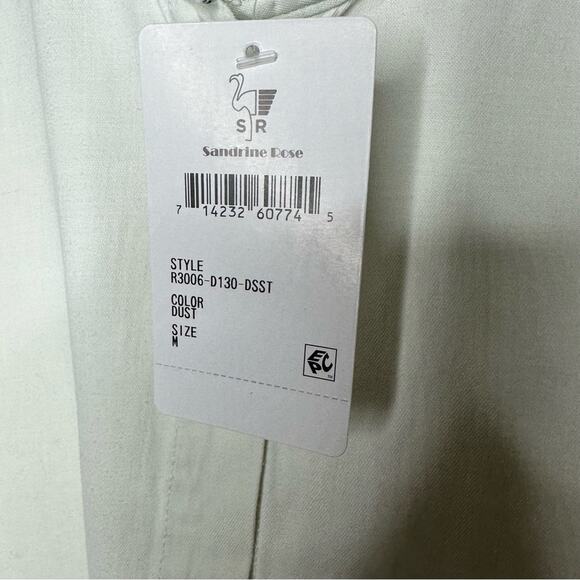 S R
Sandrine Rose
7 14232 60774 5
STYLE
R3006-D130-DSST
COLOR
DUST
SIZE
M
EPC